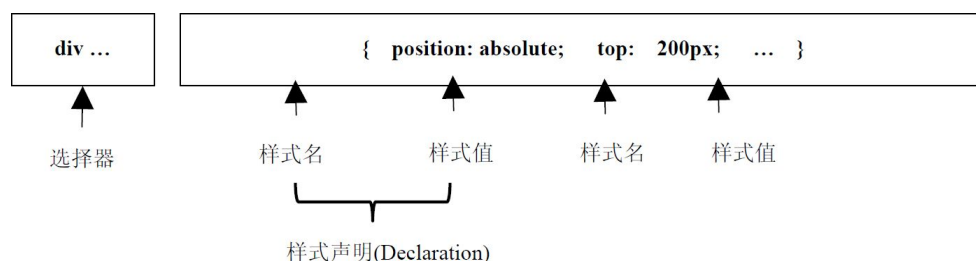 div … { position: absolute; top: 200px; … }
选择器 样式名 样式值 样式名 样式值
样式声明(Declaration)